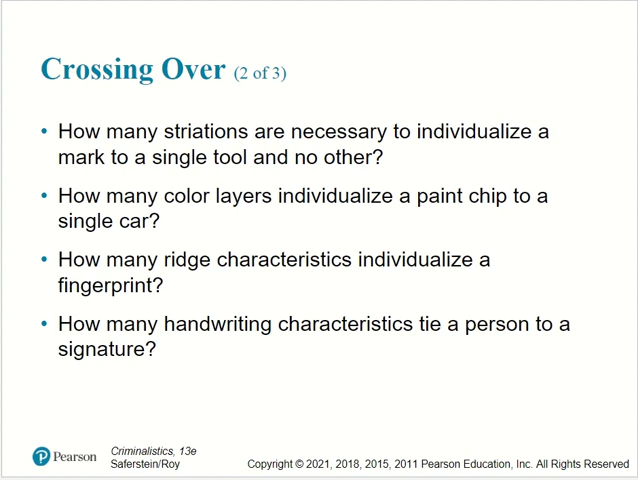 Crossing Over (2 of 3)
• How many striations are necessary to individualize a
mark to a single tool and no other?
• How many color layers individualize a paint chip to a
single car?
• How many ridge characteristics individualize a
fingerprint?
• How many handwriting characteristics tie a person to a
signature?
Pearson
Criminalistics, 13e
Saferstein/Roy
Copyright © 2021, 2018, 2015, 2011 Pearson Education, Inc. All Rights Reserved